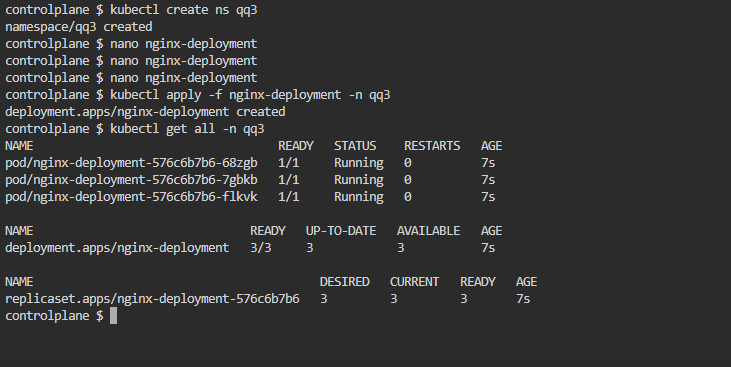 controlplane $ kubectl create ns qq3
namespace/qq3 created
controlplane $ nano nginx-deployment
controlplane $ nano nginx-deployment
controlplane $ nano nginx-deployment
controlplane $ kubectl apply -f nginx-deployment -n qq3
deployment.apps/nginx-deployment created
controlplane $ kubectl get all -n qq3
NAME READY STATUS RESTARTS AGE
pod/nginx-deployment-576c6b7b6-68zgb 1/1 Running 0 7s
pod/nginx-deployment-576c6b7b6-7gbkb 1/1 Running 0 7s
pod/nginx-deployment-576c6b7b6-flkvk 1/1 Running 0 7s
NAME READY UP-TO-DATE AVAILABLE AGE
deployment.apps/nginx-deployment 3/3 3 3 7s
NAME DESIRED CURRENT READY AGE
replicaset.apps/nginx-deployment-576c6b7b6 3 3 3 7s
controlplane $